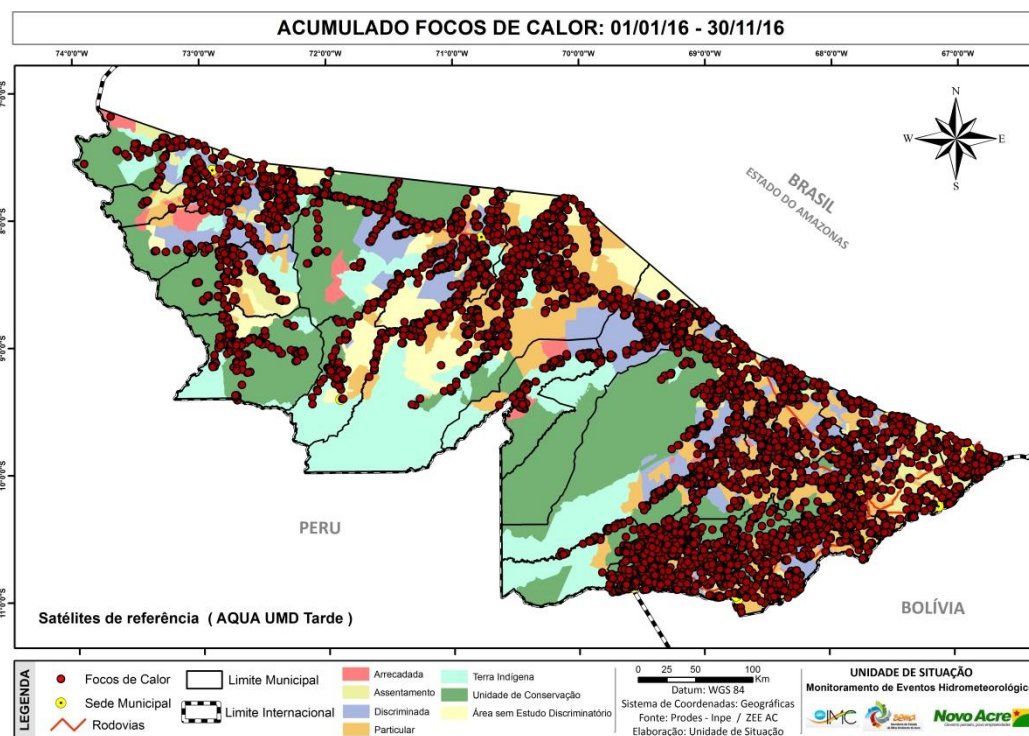 ACUMULADO FOCOS DE CALOR: 01/01/16 - 30/11/16
74°0'0"W 73°0'0"W 72°0'0"W 71°0'0"W 70°0'0"W 69°0'0"W 68°0'0"W 67°0'0"W
7°0'0"S
8°0'0"S
9°0'0"S
10°0'0"S
11°0'0"S
N
W E
S
BRASIL
ESTADO DO AMAZONAS
PERU
BOLÍVIA
Satélites de referência ( AQUA UMD Tarde )
LEGENDA
Focos de Calor
Sede Municipal
Rodovias
Limite Municipal
Limite Internacional
Arrecadada
Assentamento
Discriminada
Particular
Terra Indígena
Unidade de Conservação
Área sem Estudo Discriminatório
0 25 50 100
Km
Datum: WGS 84
Sistema de Coordenadas: Geográficas
Fonte: Prodes - Inpe / ZEE AC
Elaboração: Unidade de Situação
UNIDADE DE SITUAÇÃO
Monitoramento de Eventos Hidrometeorológic
IMC
sema
Novo Acre